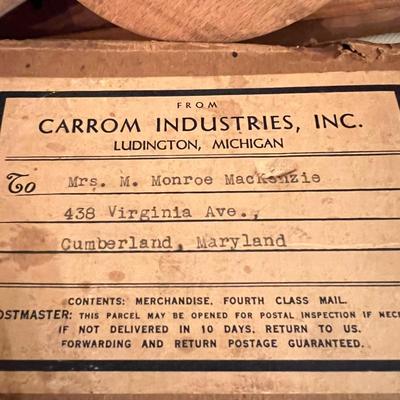 FROM
CARROM INDUSTRIES, INC.
LUDINGTON, MICHIGAN
To Mrs. M. Monroe MacKenzie
438 Virginia Ave.,
Cumberland, Maryland
CONTENTS: MERCHANDISE, FOURTH CLASS MAIL.
OSTMASTER: THIS PARCEL MAY BE OPENED FOR POSTAL INSPECTION IF NECE
IF NOT DELIVERED IN 10 DAYS, RETURN TO US.
FORWARDING AND RETURN POSTAGE GUARANTEED.